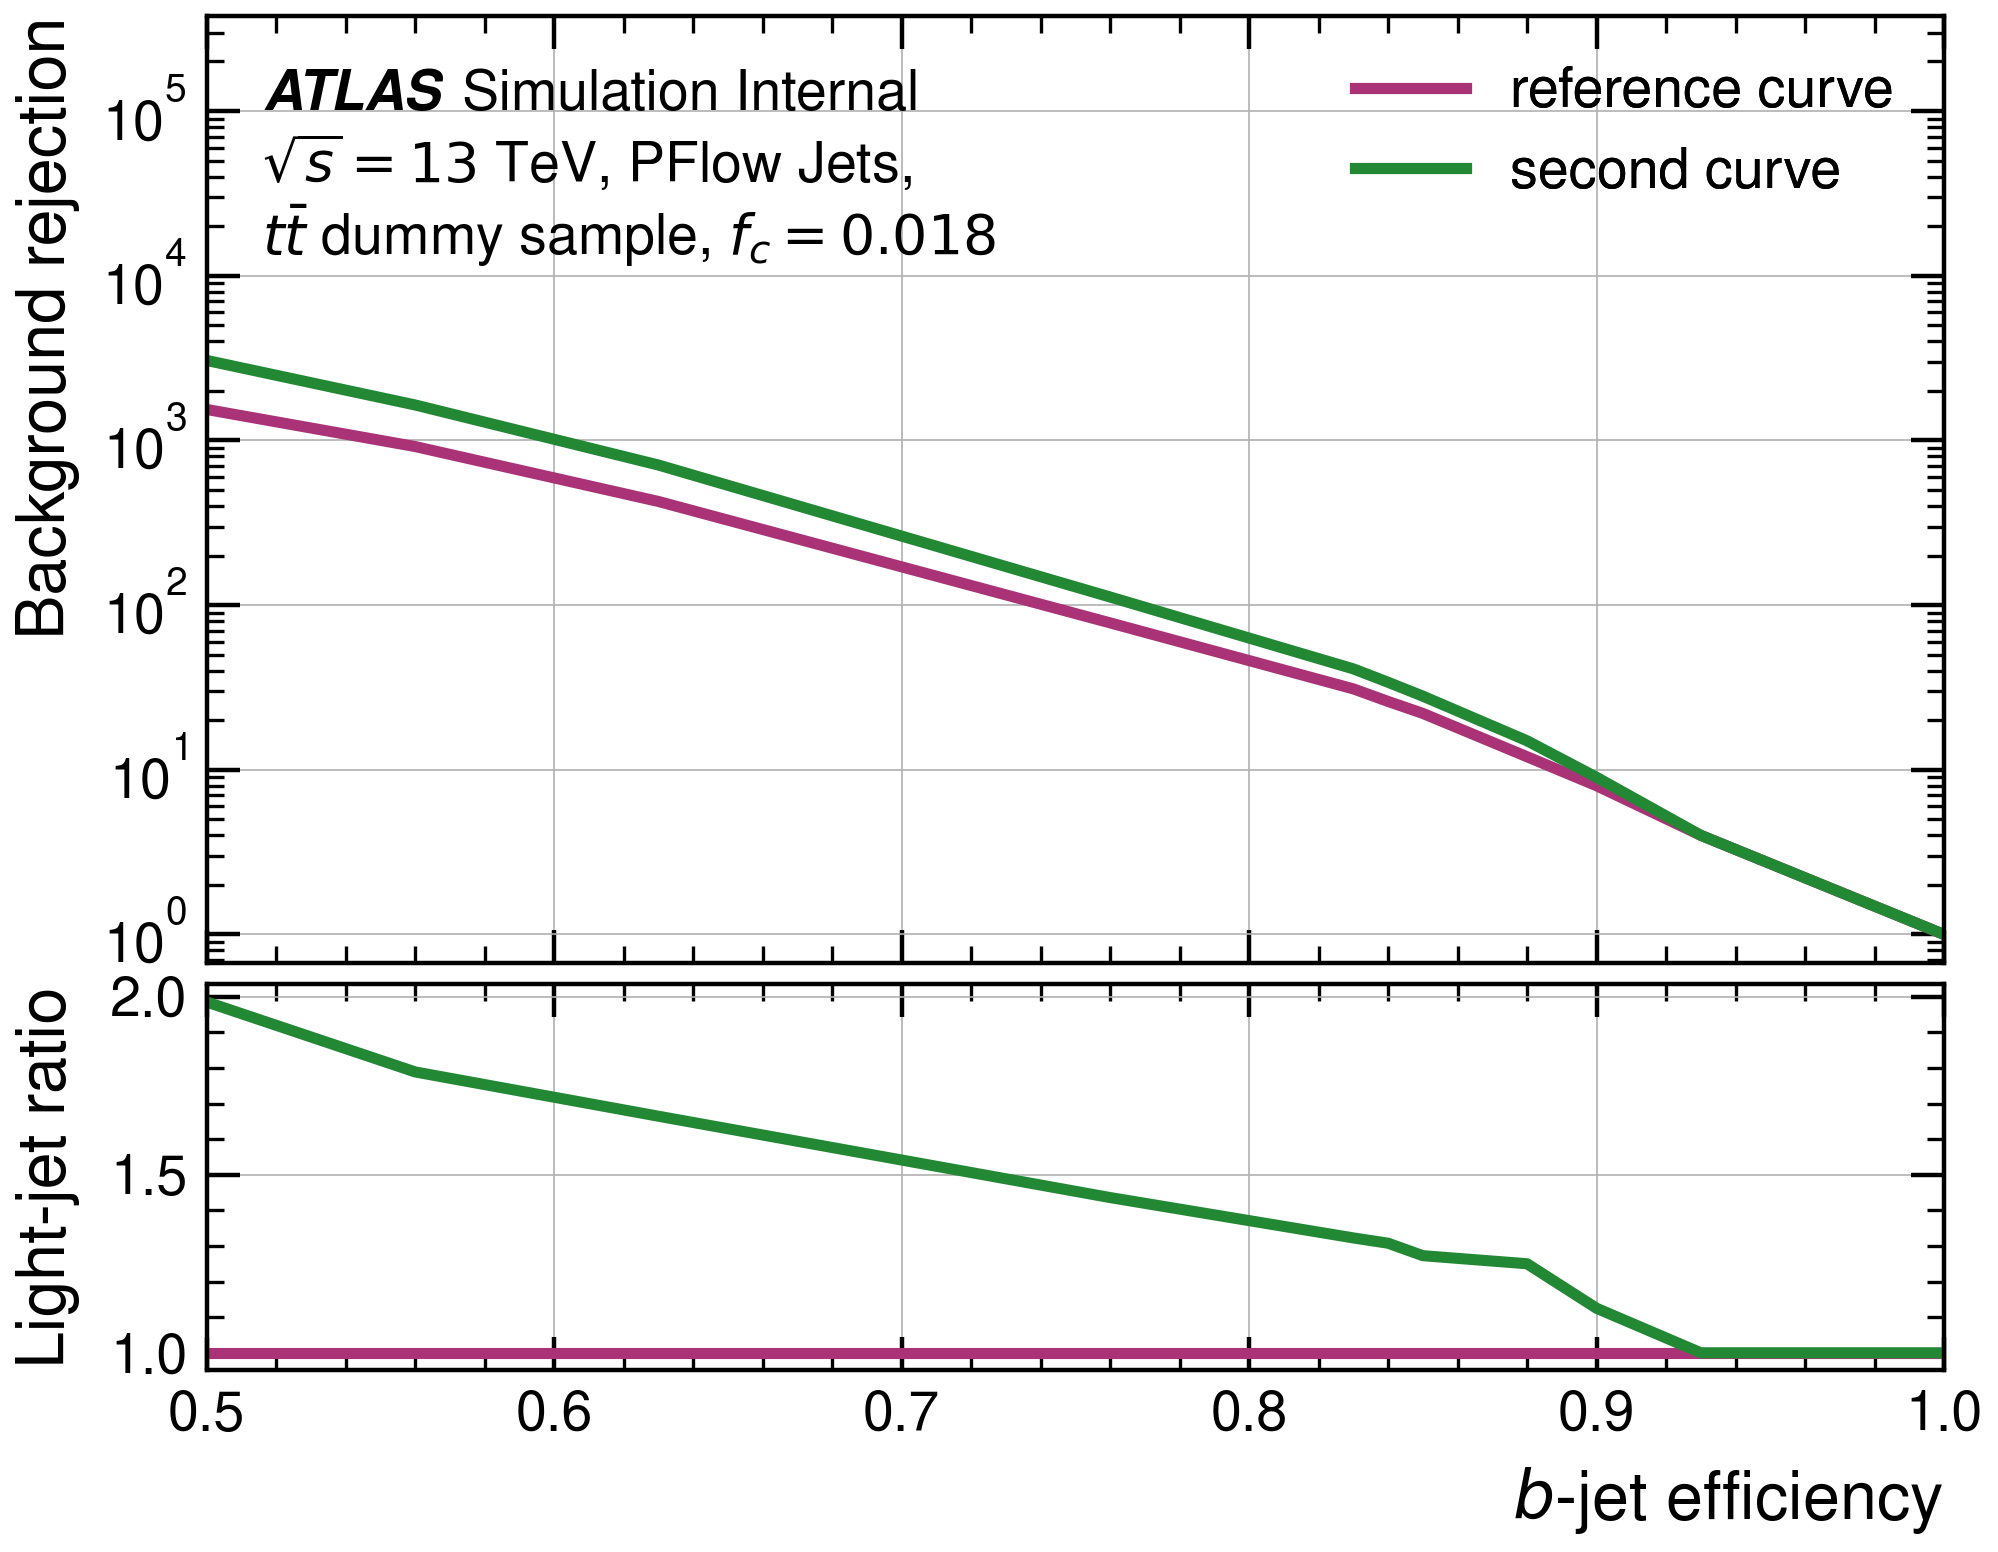 Background rejection
10^5
10^4
10^3
10^2
10^1
10^0
ATLAS Simulation Internal
√s = 13 TeV, PFlow Jets,
tt̄ dummy sample, f_c = 0.018
reference curve
second curve
Light-jet ratio
2.0
1.5
1.0
0.5 0.6 0.7 0.8 0.9 1.0
b-jet efficiency